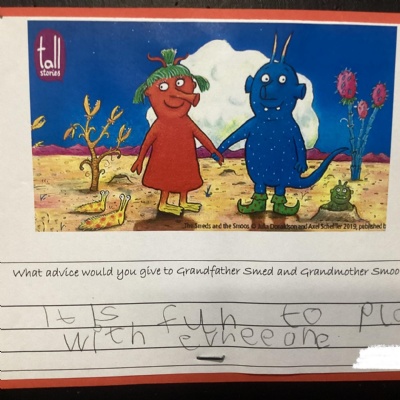 tall
stories
The Smeds and the Smoos © Julia Donaldson and Axel Scheffler 2019, published b
What advice would you give to Grandfather Smed and Grandmother Smoo
It is fun to pla
with evheeone